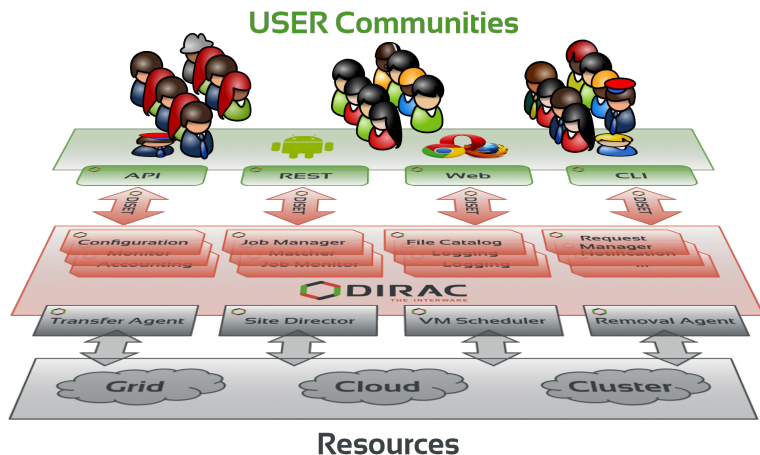 USER Communities
API
REST
Web
CLI
DISET
DISET
DISET
DISET
Configuration
Monitor
Accounting
Job Manager
Matcher
Job Monitor
File Catalog
Logging
Logging
Request
Manager
Notification
...
DIRAC
THE INTERWARE
Transfer Agent
Site Director
VM Scheduler
Removal Agent
Grid
Cloud
Cluster
Resources